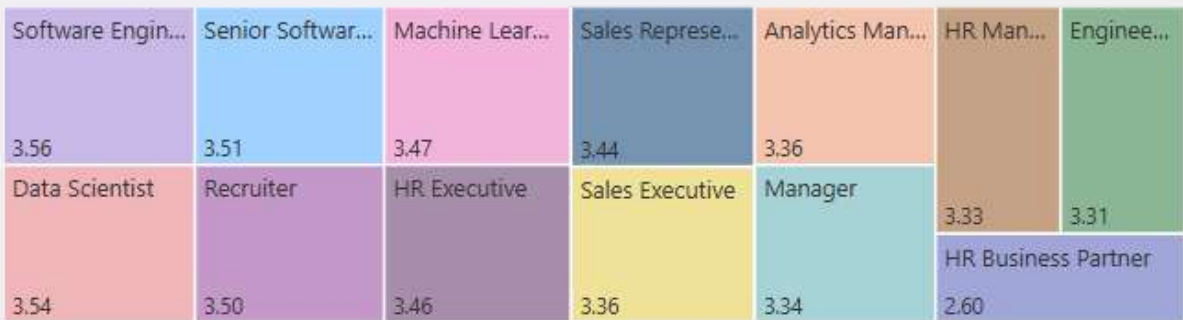 Software Engin...
3.56
Senior Softwar...
3.51
Machine Lear...
3.47
Sales Represe...
3.44
Analytics Man...
3.36
HR Man...
3.33
Enginee...
3.31
Data Scientist
3.54
Recruiter
3.50
HR Executive
3.46
Sales Executive
3.36
Manager
3.34
HR Business Partner
2.60